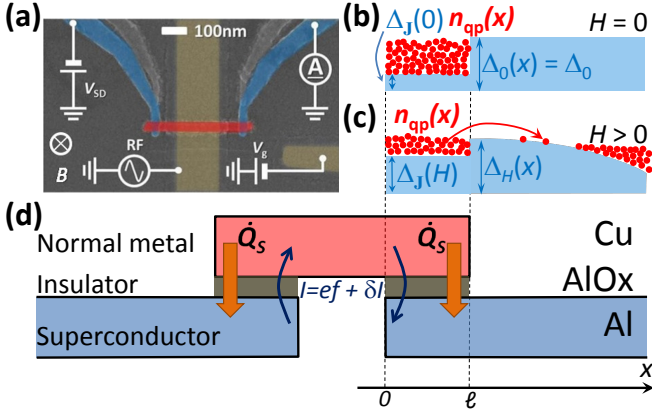 (a)
100nm
V_SD
A
B
RF
V_g
(b)
Δ_J(0) n_qp(x)
H = 0
Δ_0(x) = Δ_0
(c)
n_qp(x)
H > 0
Δ_J(H)
Δ_H(x)
(d)
Normal metal
Q̇_S
Q̇_S
Cu
Insulator
I=ef + δI
AlOx
Superconductor
Al
x
0
ℓ